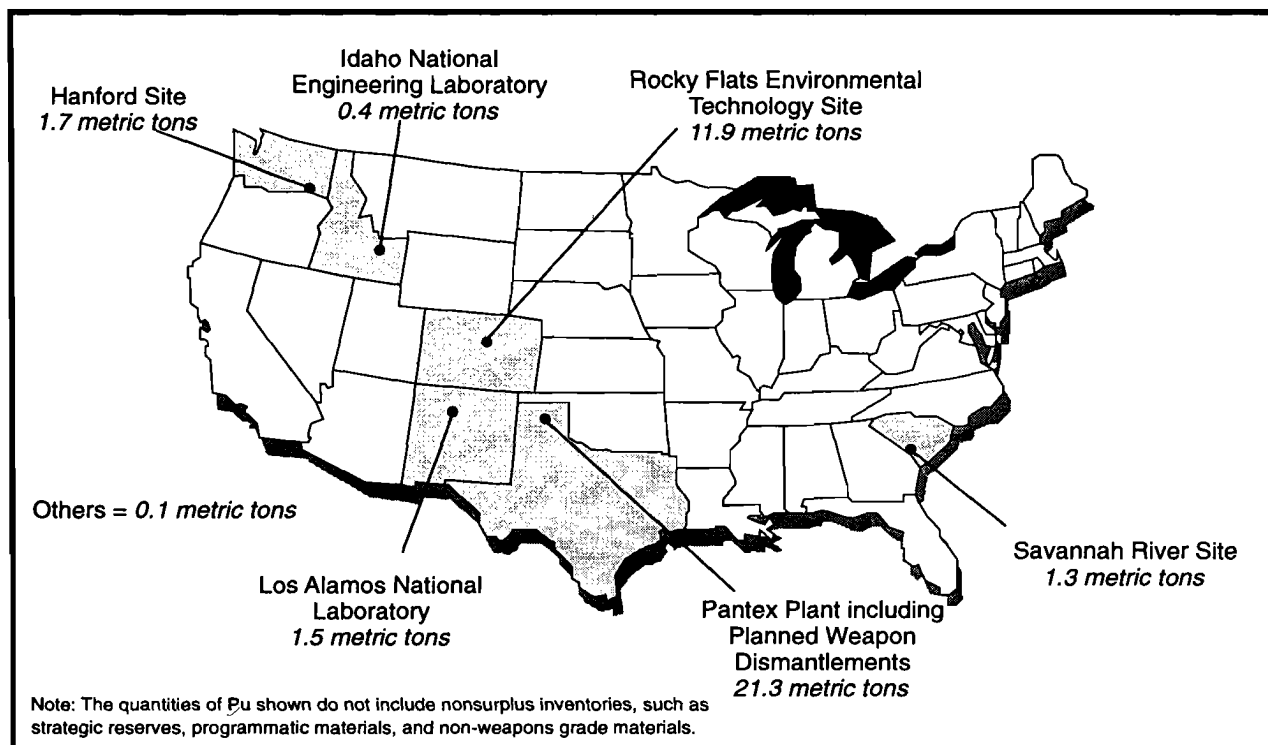 Idaho National
Engineering Laboratory
0.4 metric tons
Hanford Site
1.7 metric tons
Rocky Flats Environmental
Technology Site
11.9 metric tons
Others = 0.1 metric tons
Los Alamos National
Laboratory
1.5 metric tons
Pantex Plant including
Planned Weapon
Dismantlements
21.3 metric tons
Savannah River Site
1.3 metric tons
Note: The quantities of Pu shown do not include nonsurplus inventories, such as
strategic reserves, programmatic materials, and non-weapons grade materials.